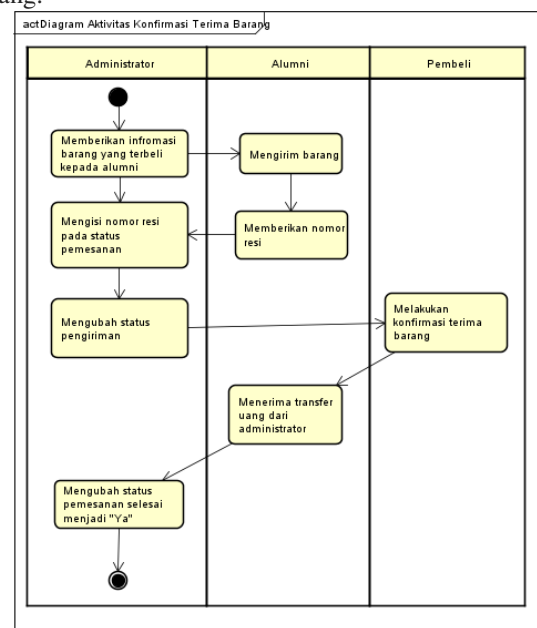 ang.
actDiagram Aktivitas Konfirmasi Terima Barang
Administrator
Alumni
Pembeli
Memberikan infromasi
barang yang terbeli
kepada alumni
Mengirim barang
Mengisi nomor resi
pada status
pemesanan
Memberikan nomor
resi
Mengubah status
pengiriman
Melakukan
konfirmasi terima
barang
Menerima transfer
uang dari
administrator
Mengubah status
pemesanan selesai
menjadi "Ya"